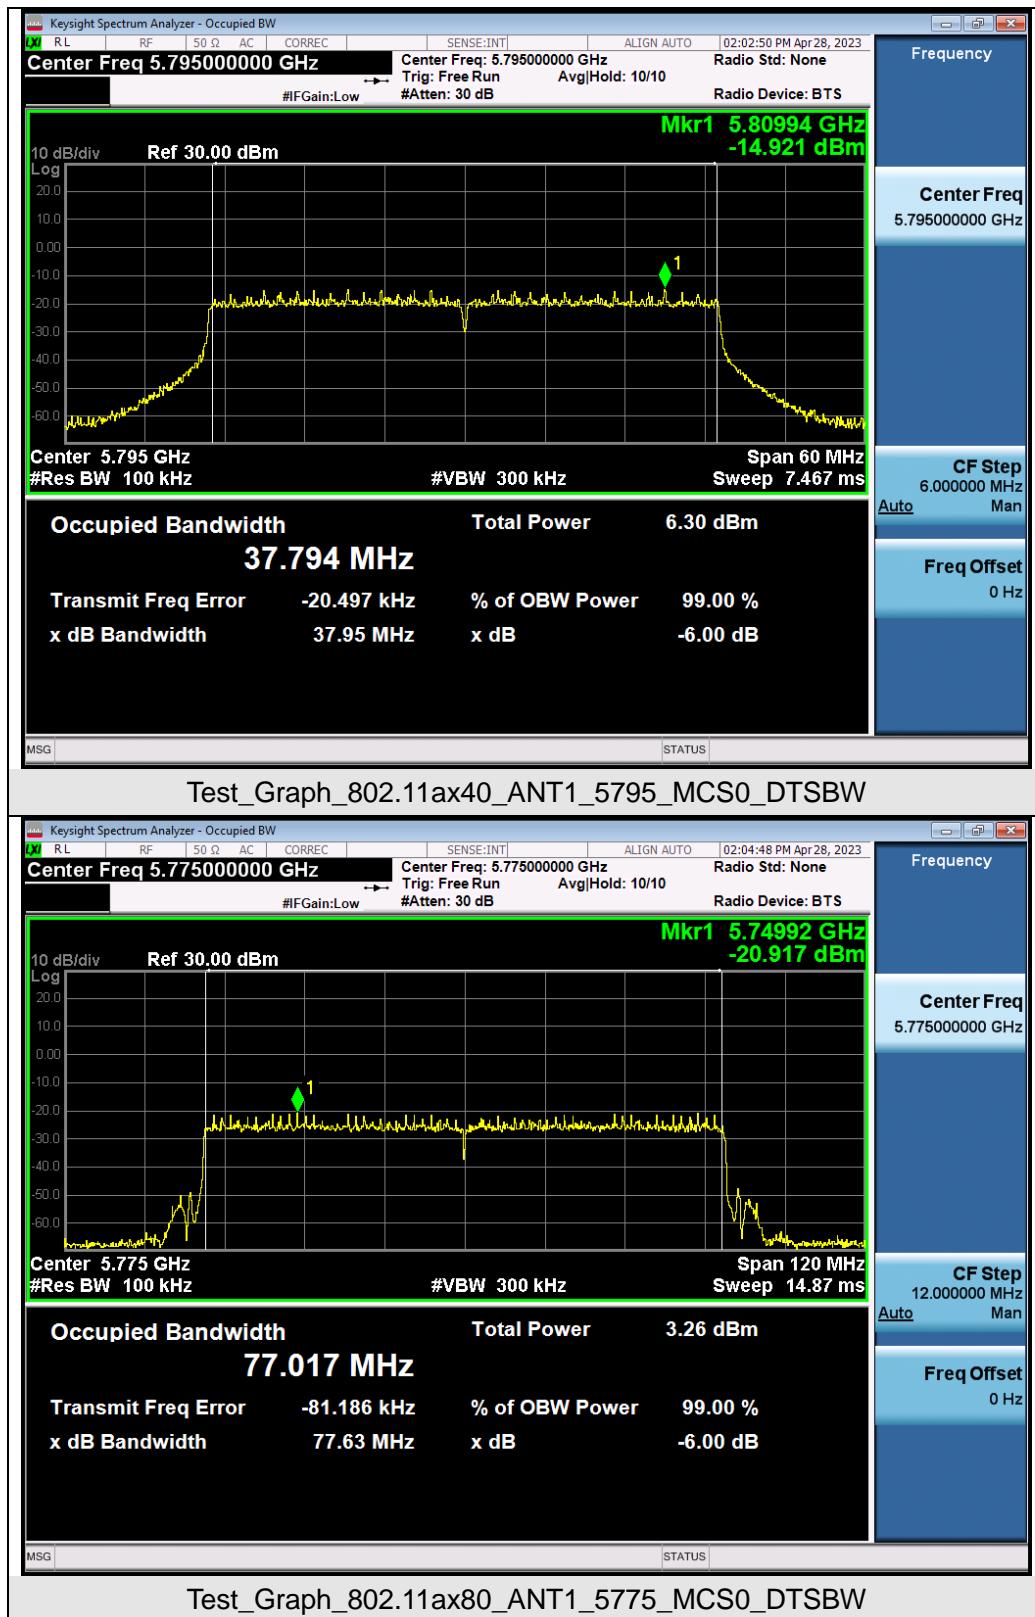 Keysight Spectrum Analyzer - Occupied BW
LXI RL RF 50 Ω AC CORREC SENSE:INT ALIGN AUTO 02:02:50 PM Apr 28, 2023
Center Freq 5.795000000 GHz
Center Freq: 5.795000000 GHz Radio Std: None
Trig: Free Run Avg|Hold: 10/10
#IFGain:Low #Atten: 30 dB Radio Device: BTS
Frequency
Mkr1 5.80994 GHz
-14.921 dBm
10 dB/div Ref 30.00 dBm
Log
20.0
10.0
0.00
-10.0
-20.0
-30.0
-40.0
-50.0
-60.0
1
Center Freq
5.795000000 GHz
Center 5.795 GHz Span 60 MHz
#Res BW 100 kHz #VBW 300 kHz Sweep 7.467 ms
CF Step
6.000000 MHz
Auto Man
Occupied Bandwidth Total Power 6.30 dBm
37.794 MHz
Transmit Freq Error -20.497 kHz % of OBW Power 99.00 %
x dB Bandwidth 37.95 MHz x dB -6.00 dB
Freq Offset
0 Hz
MSG STATUS
Test_Graph_802.11ax40_ANT1_5795_MCS0_DTSBW
Keysight Spectrum Analyzer - Occupied BW
LXI RL RF 50 Ω AC CORREC SENSE:INT ALIGN AUTO 02:04:48 PM Apr 28, 2023
Center Freq 5.775000000 GHz
Center Freq: 5.775000000 GHz Radio Std: None
Trig: Free Run Avg|Hold: 10/10
#IFGain:Low #Atten: 30 dB Radio Device: BTS
Frequency
Mkr1 5.74992 GHz
-20.917 dBm
10 dB/div Ref 30.00 dBm
Log
20.0
10.0
0.00
-10.0
-20.0
-30.0
-40.0
-50.0
-60.0
1
Center Freq
5.775000000 GHz
Center 5.775 GHz Span 120 MHz
#Res BW 100 kHz #VBW 300 kHz Sweep 14.87 ms
CF Step
12.000000 MHz
Auto Man
Occupied Bandwidth Total Power 3.26 dBm
77.017 MHz
Transmit Freq Error -81.186 kHz % of OBW Power 99.00 %
x dB Bandwidth 77.63 MHz x dB -6.00 dB
Freq Offset
0 Hz
MSG STATUS
Test_Graph_802.11ax80_ANT1_5775_MCS0_DTSBW